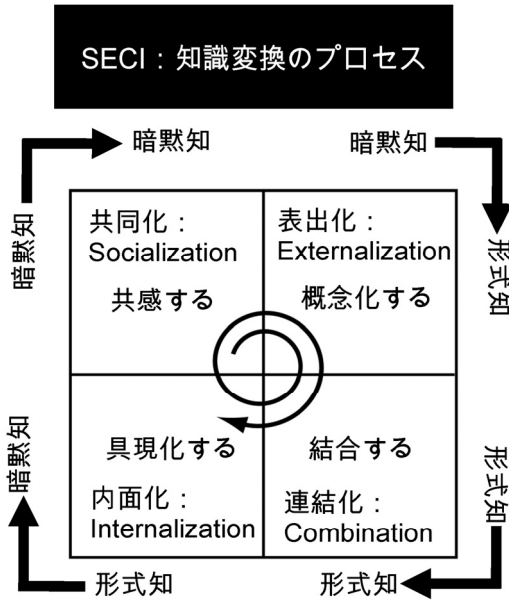 SECI：知識変換のプロセス
暗黙知
暗黙知
暗黙知
形式知
共同化：
Socialization
共感する
表出化：
Externalization
概念化する
具現化する
内面化：
Internalization
結合する
連結化：
Combination
暗黙知
形式知
形式知
形式知